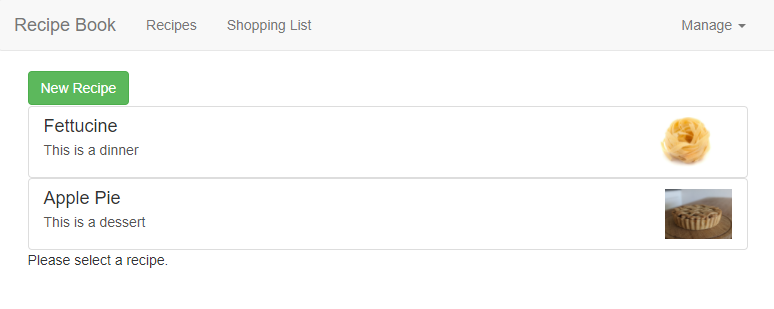 Recipe Book Recipes Shopping List Manage
New Recipe
Fettucine
This is a dinner
Apple Pie
This is a dessert
Please select a recipe.